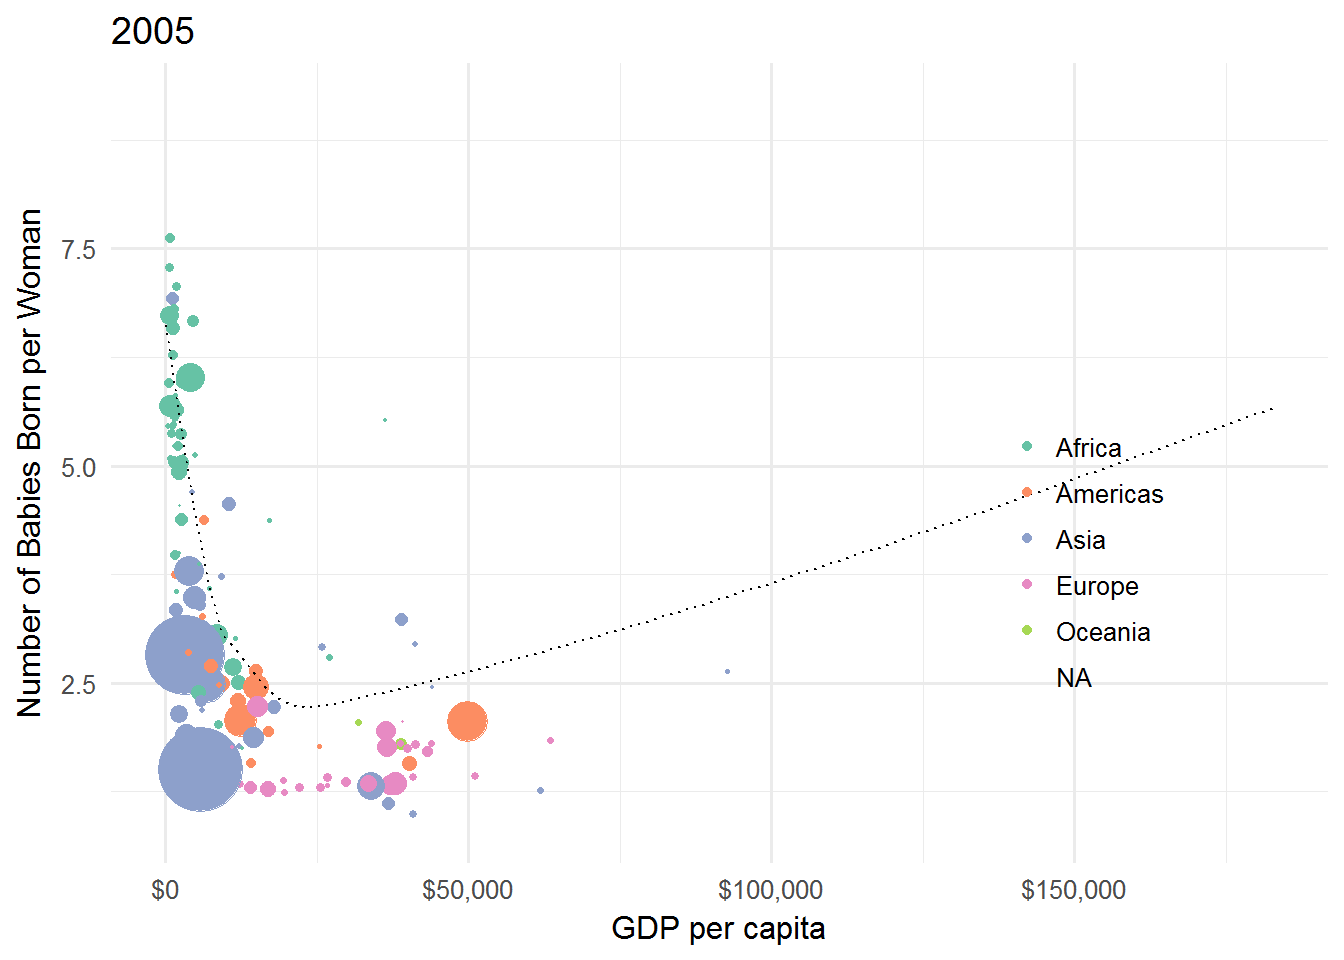 2005
Number of Babies Born per Woman
7.5
5.0
2.5
Africa
Americas
Asia
Europe
Oceania
NA
$0
$50,000
$100,000
$150,000
GDP per capita